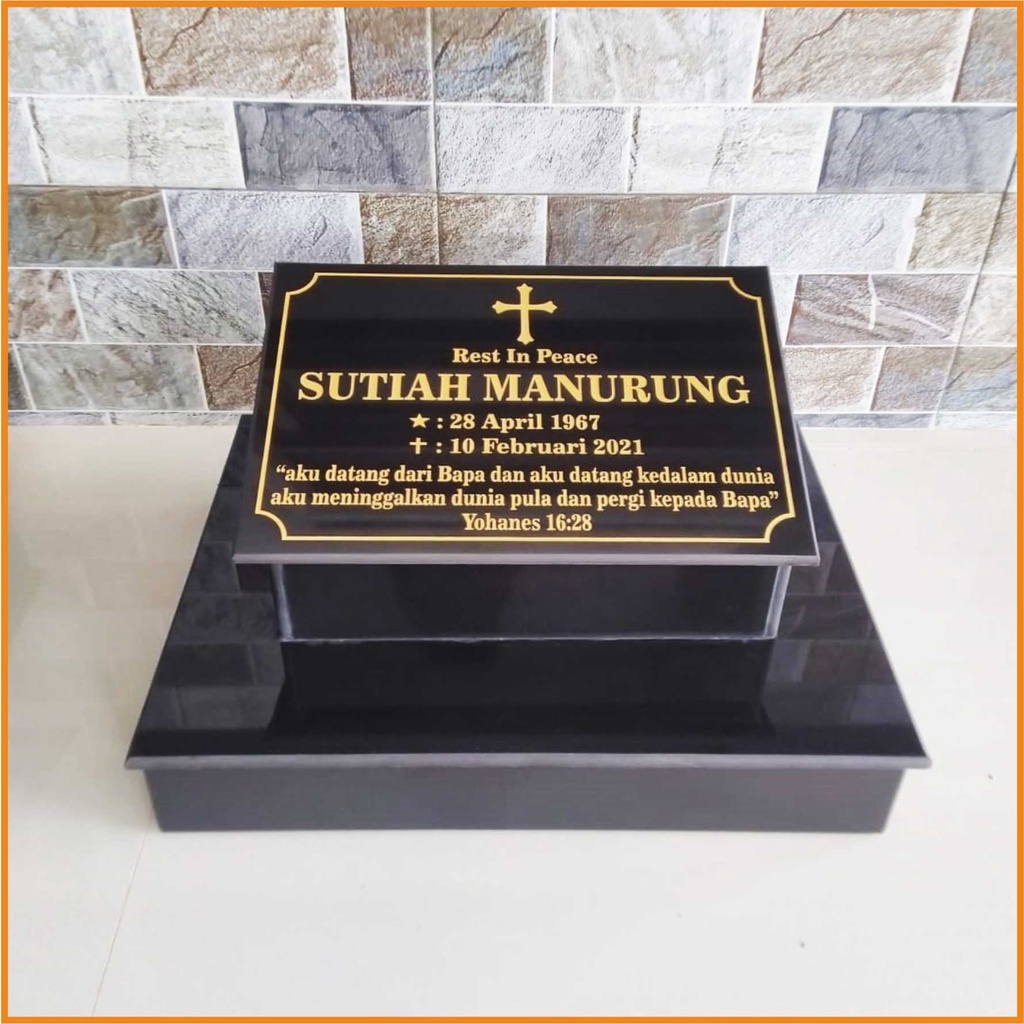 Rest In Peace
SUTIAH MANURUNG
★ : 28 April 1967
✝ : 10 Februari 2021
“aku datang dari Bapa dan aku datang kedalam dunia
aku meninggalkan dunia pula dan pergi kepada Bapa”
Yohanes 16:28